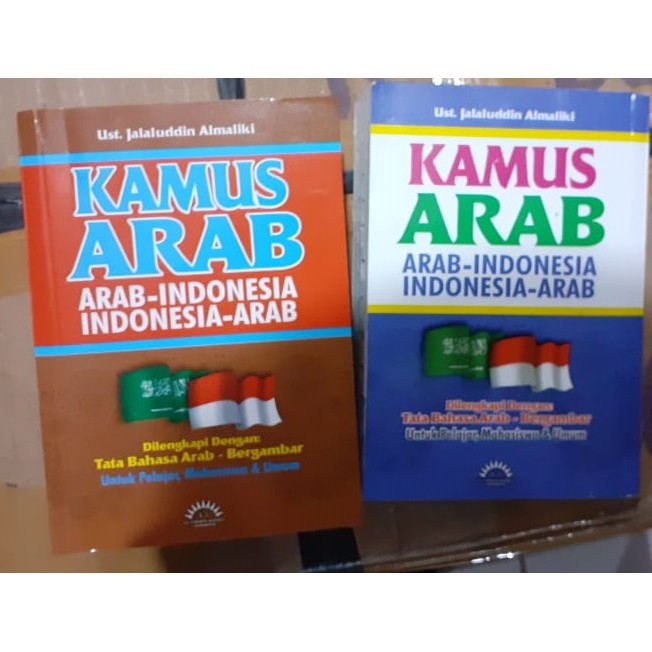 Ust. Jalaluddin Almaliki
KAMUS
ARAB
ARAB-INDONESIA
INDONESIA-ARAB
Dilengkapi Dengan:
Tata Bahasa Arab - Bergambar
Untuk Pelajar, Mahasiswa & Umum
Ust. Jalaluddin Almaliki
KAMUS
ARAB
ARAB-INDONESIA
INDONESIA-ARAB
Dilengkapi Dengan:
Tata Bahasa Arab - Bergambar
Untuk Pelajar, Mahasiswa & Umum